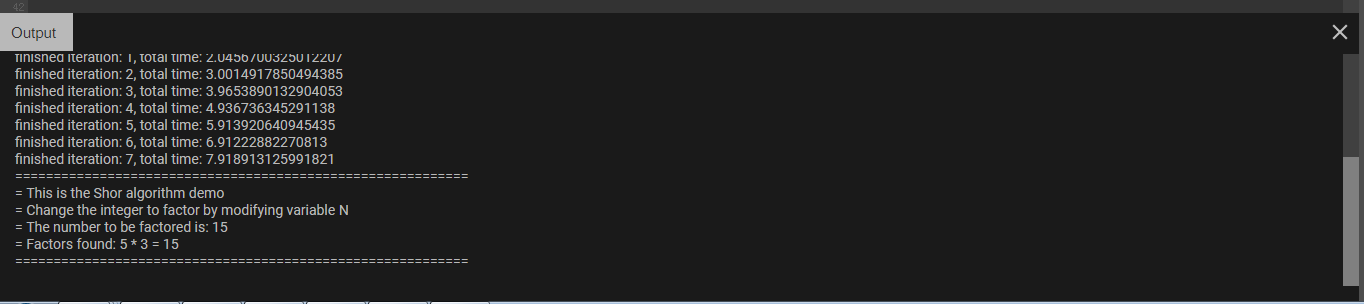 42
Output
finished iteration: 1, total time: 2.0456700325012207
finished iteration: 2, total time: 3.0014917850494385
finished iteration: 3, total time: 3.9653890132904053
finished iteration: 4, total time: 4.936736345291138
finished iteration: 5, total time: 5.913920640945435
finished iteration: 6, total time: 6.91222882270813
finished iteration: 7, total time: 7.918913125991821
===========================================================
= This is the Shor algorithm demo
= Change the integer to factor by modifying variable N
= The number to be factored is: 15
= Factors found: 5 * 3 = 15
===========================================================